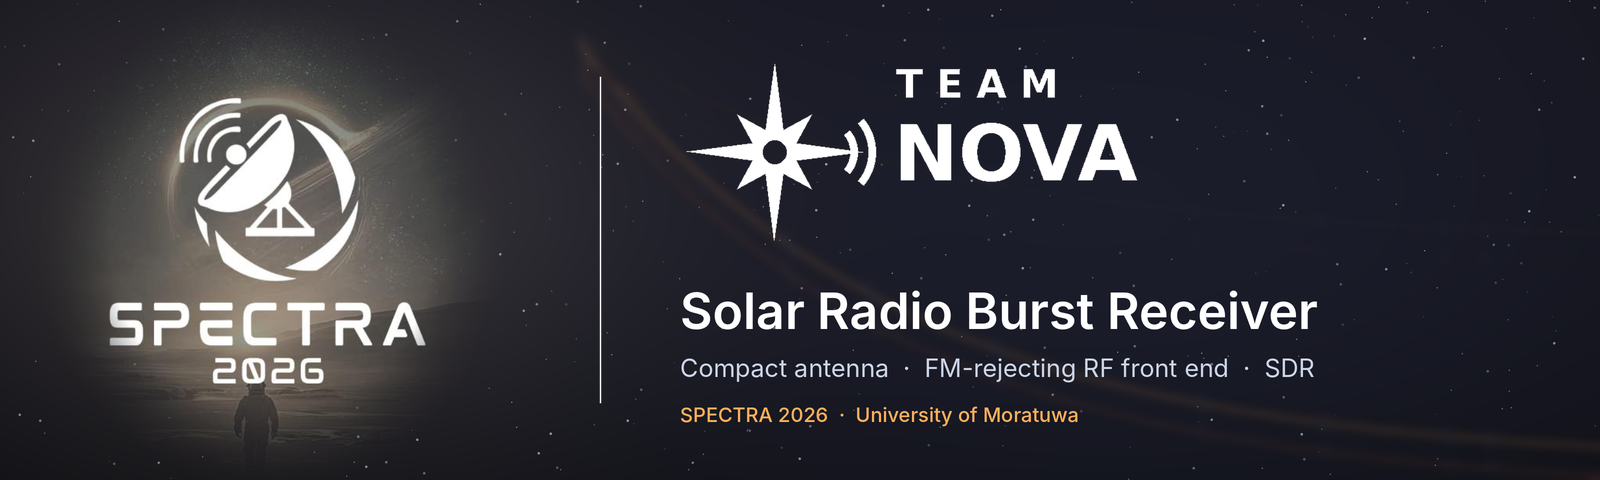 SPECTRA
2026
TEAM
NOVA
Solar Radio Burst Receiver
Compact antenna · FM-rejecting RF front end · SDR
SPECTRA 2026 · University of Moratuwa